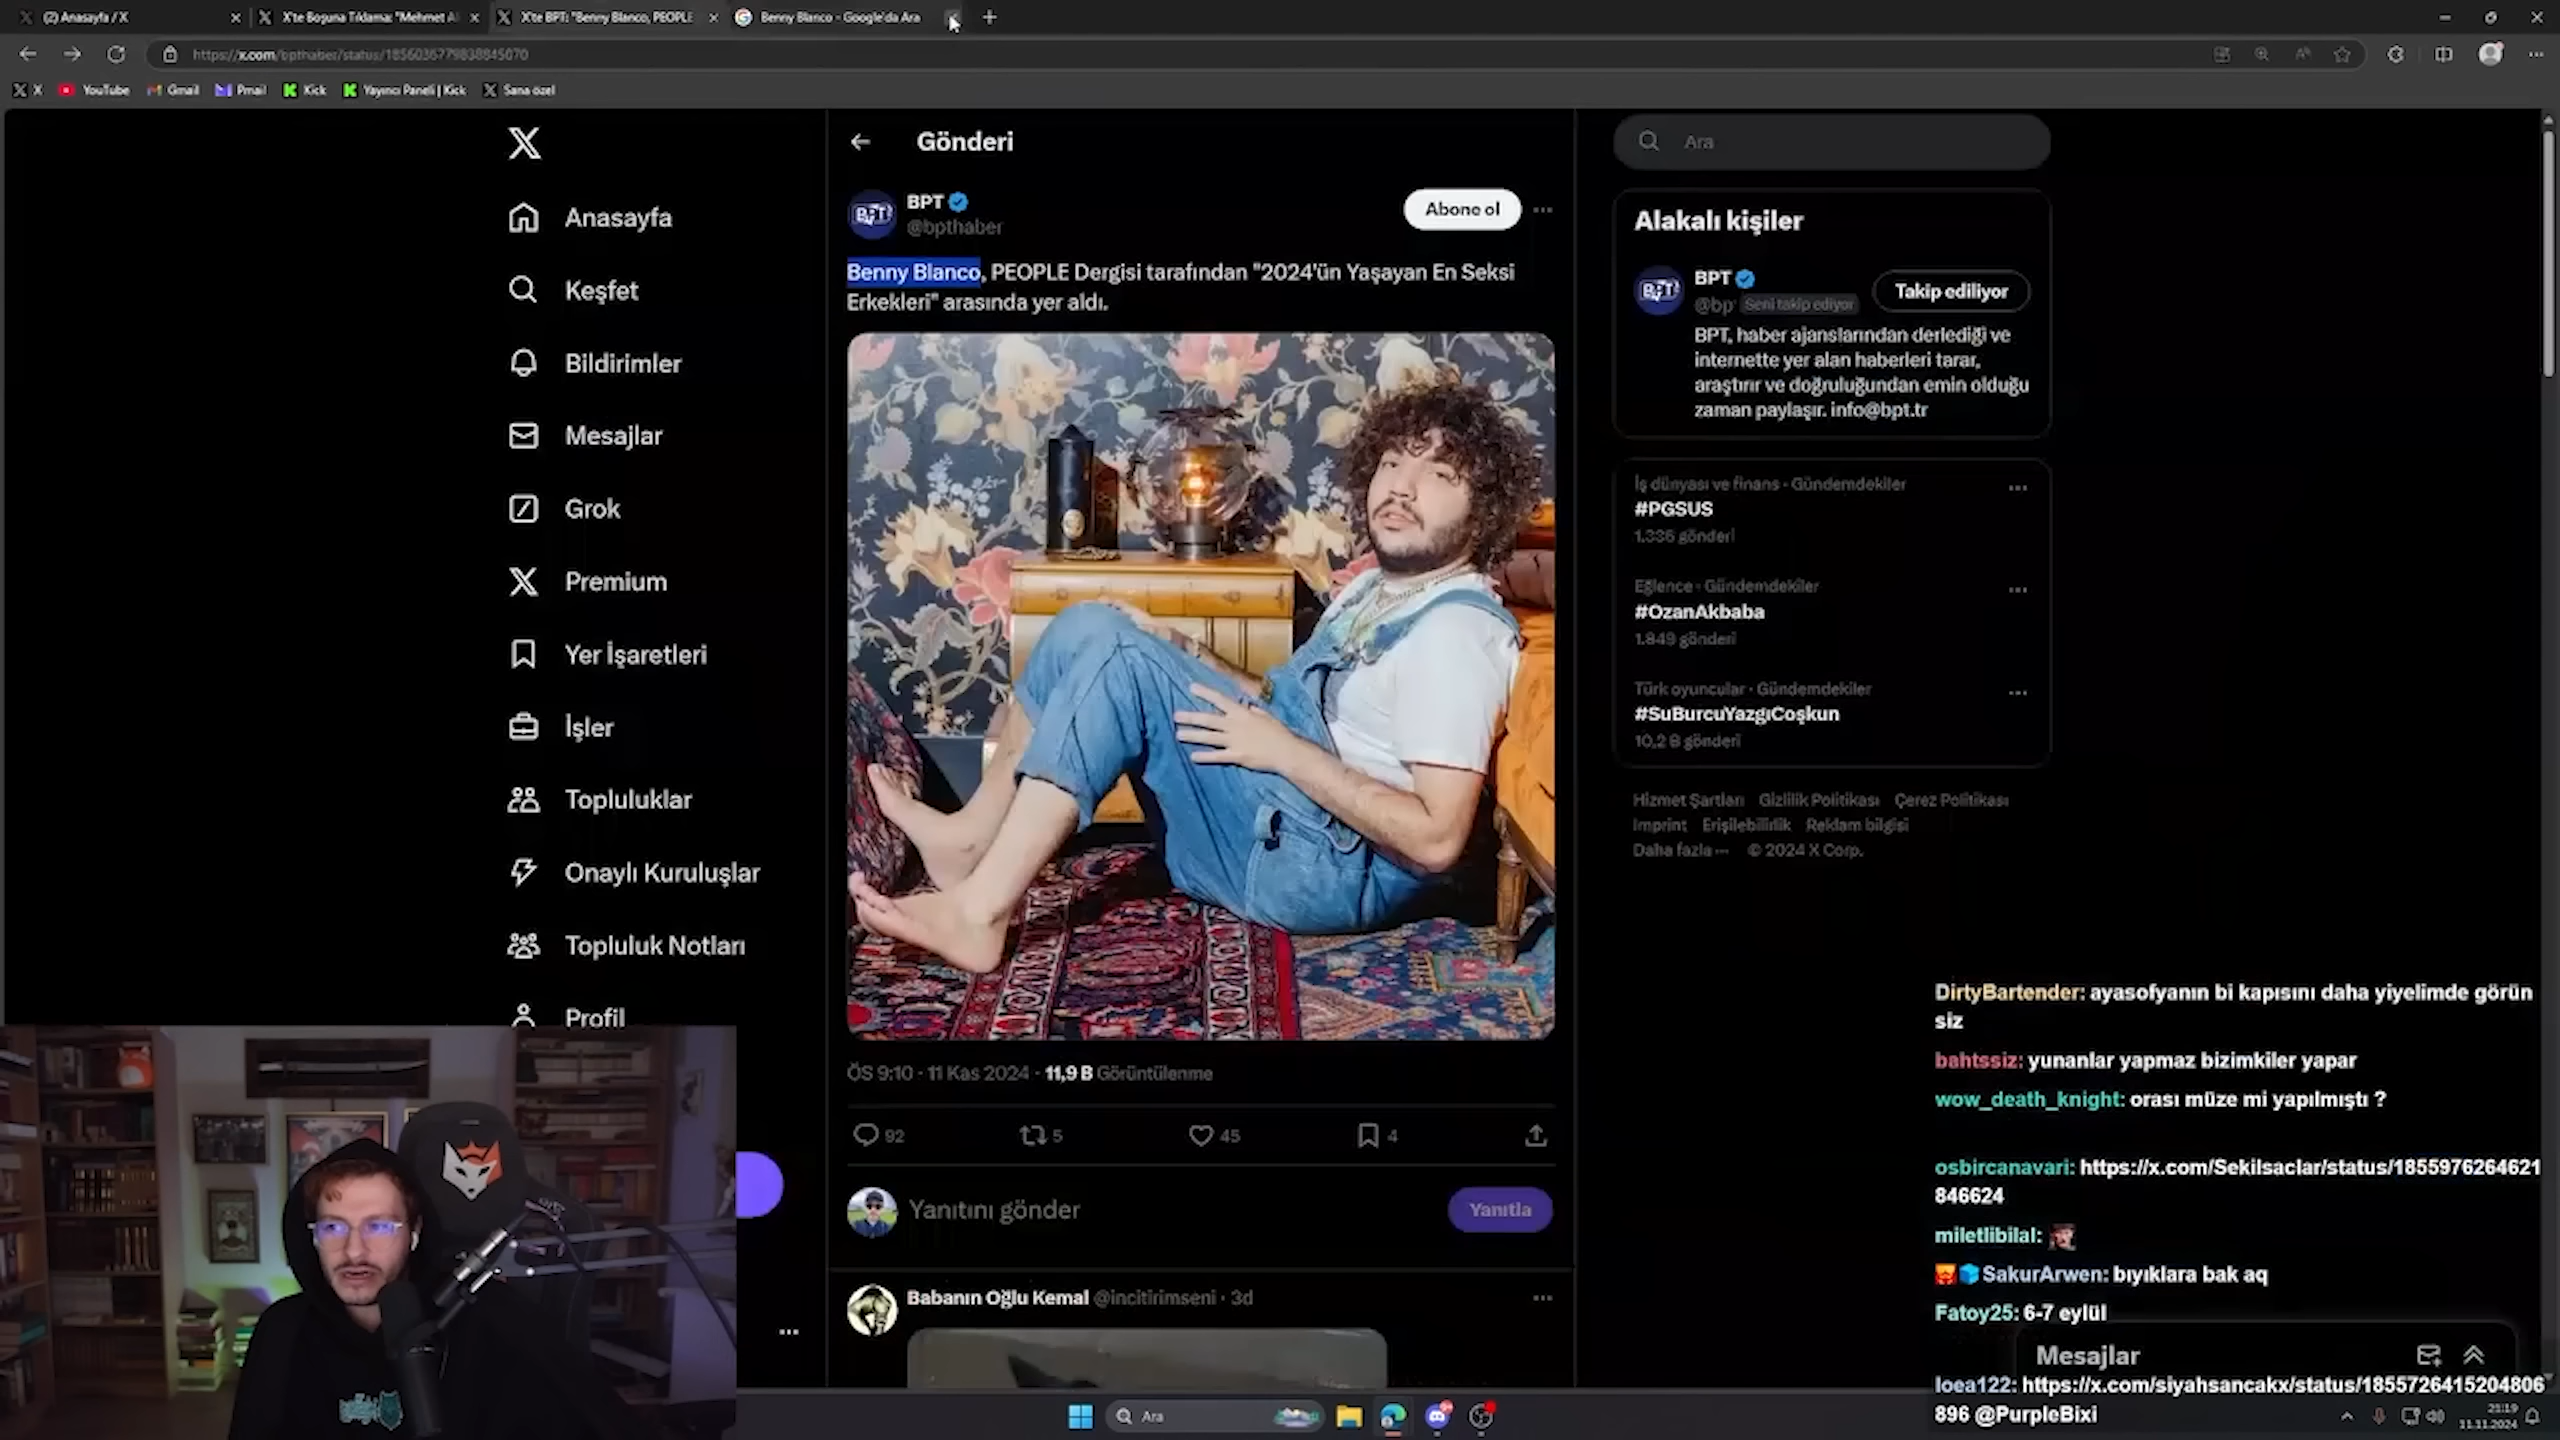 (2) Anasayfa / X
X'te Boşuna Tıklama: "Mehmet Al
X'te BPT: "Benny Blanco, PEOPLE
Benny Blanco - Google'da Ara
https://x.com/bpthaber/status/1856036779838845070
X
YouTube
Gmail
Pmail
Kick
Yayıncı Paneli | Kick
Sana özel
Anasayfa
Keşfet
Bildirimler
Mesajlar
Grok
Premium
Yer İşaretleri
İşler
Topluluklar
Onaylı Kuruluşlar
Topluluk Notları
Profil
Gönderi
BPT
BPT
@bpthaber
Abone ol
Benny Blanco, PEOPLE Dergisi tarafından "2024'ün Yaşayan En Seksi
Erkekleri" arasında yer aldı.
ÖS 9:10 · 11 Kas 2024 · 11,9 B Görüntülenme
92 5 45 4
Yanıtını gönder
Yanıtla
Babanın Oğlu Kemal @incitirimseni · 3d
Ara
Alakalı kişiler
BPT
BPT
@bp Seni takip ediyor
Takip ediliyor
BPT, haber ajanslarından derlediği ve
internette yer alan haberleri tarar,
araştırır ve doğruluğundan emin olduğu
zaman paylaşır. info@bpt.tr
İş dünyası ve finans · Gündemdekiler
#PGSUS
1.335 gönderi
Eğlence · Gündemdekiler
#OzanAkbaba
1.849 gönderi
Türk oyuncular · Gündemdekiler
#SuBurcuYazgıCoşkun
10,2 B gönderi
Hizmet Şartları Gizlilik Politikası Çerez Politikası
Imprint Erişilebilirlik Reklam bilgisi
Daha fazla ··· © 2024 X Corp.
DirtyBartender: ayasofyanın bi kapısını daha yiyelimde görün
siz
bahtssiz: yunanlar yapmaz bizimkiler yapar
wow_death_knight: orası müze mi yapılmıştı ?
osbircanavari: https://x.com/Sekilsaclar/status/1855976264621
846624
miletlibilal:
SakurArwen: bıyıklara bak aq
Fatoy25: 6-7 eylül
Mesajlar
loea122: https://x.com/siyahsancakx/status/1855726415204806
896 @PurpleBixi
Ara
21:19
11.11.2024